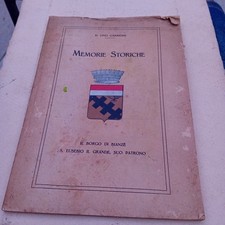 MEMORIE STORICHE
IL BORGO DI BIANZÈ
S. EUSEBIO IL GRANDE, SUO PATRONO